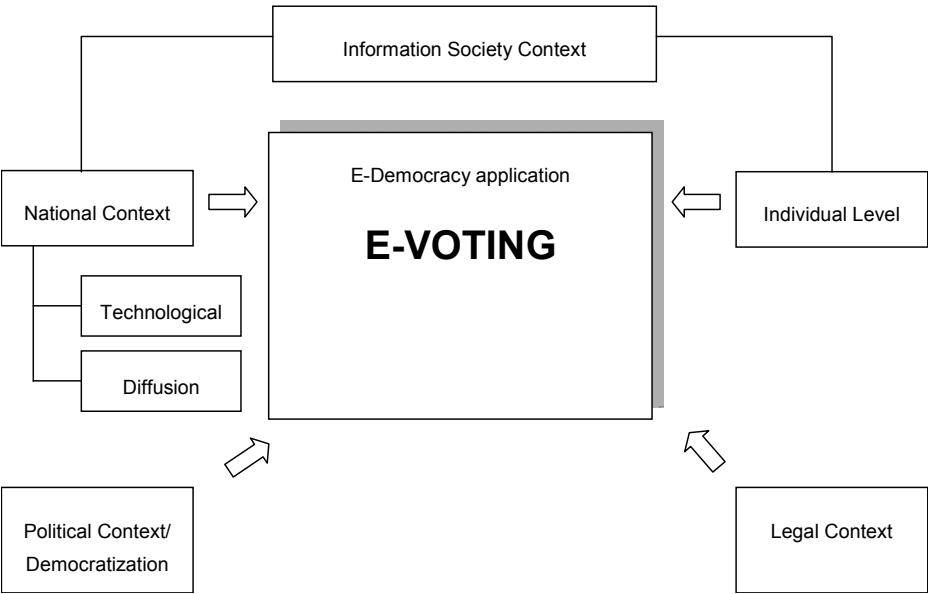 Information Society Context
E-Democracy application
E-VOTING
National Context
Individual Level
Technological
Diffusion
Political Context/
Democratization
Legal Context